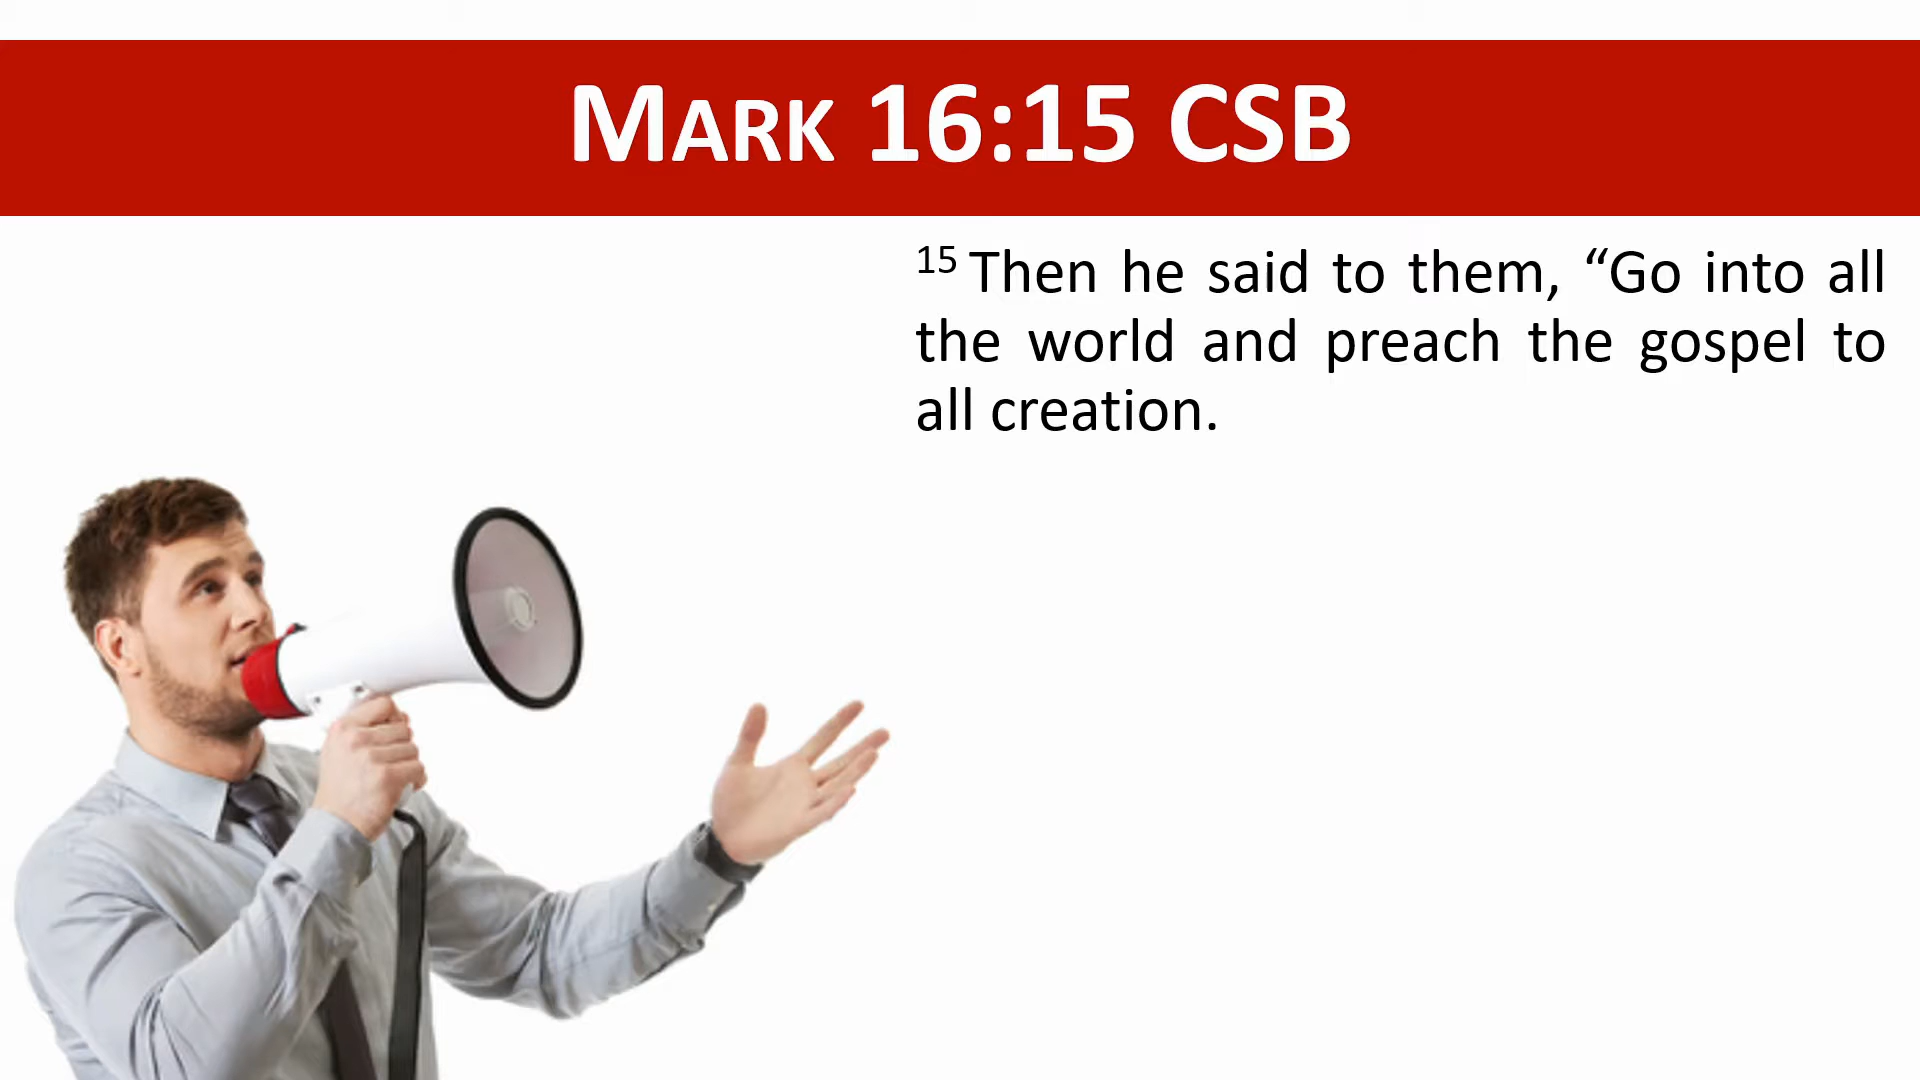 MARK 16:15 CSB
15 Then he said to them, “Go into all
the world and preach the gospel to
all creation.